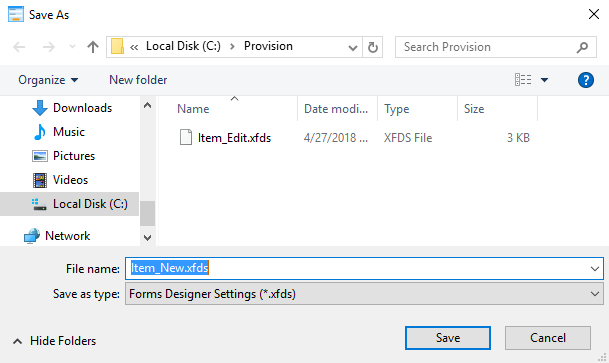 Save As
« Local Disk (C:) › Provision
Search Provision
Organize New folder
?
Name Date modi... Type Size
Item_Edit.xfds 4/27/2018 ... XFDS File 3 KB
Downloads
Music
Pictures
Videos
Local Disk (C:)
Network
File name: Item_New.xfds
Save as type: Forms Designer Settings (*.xfds)
Hide Folders
Save Cancel